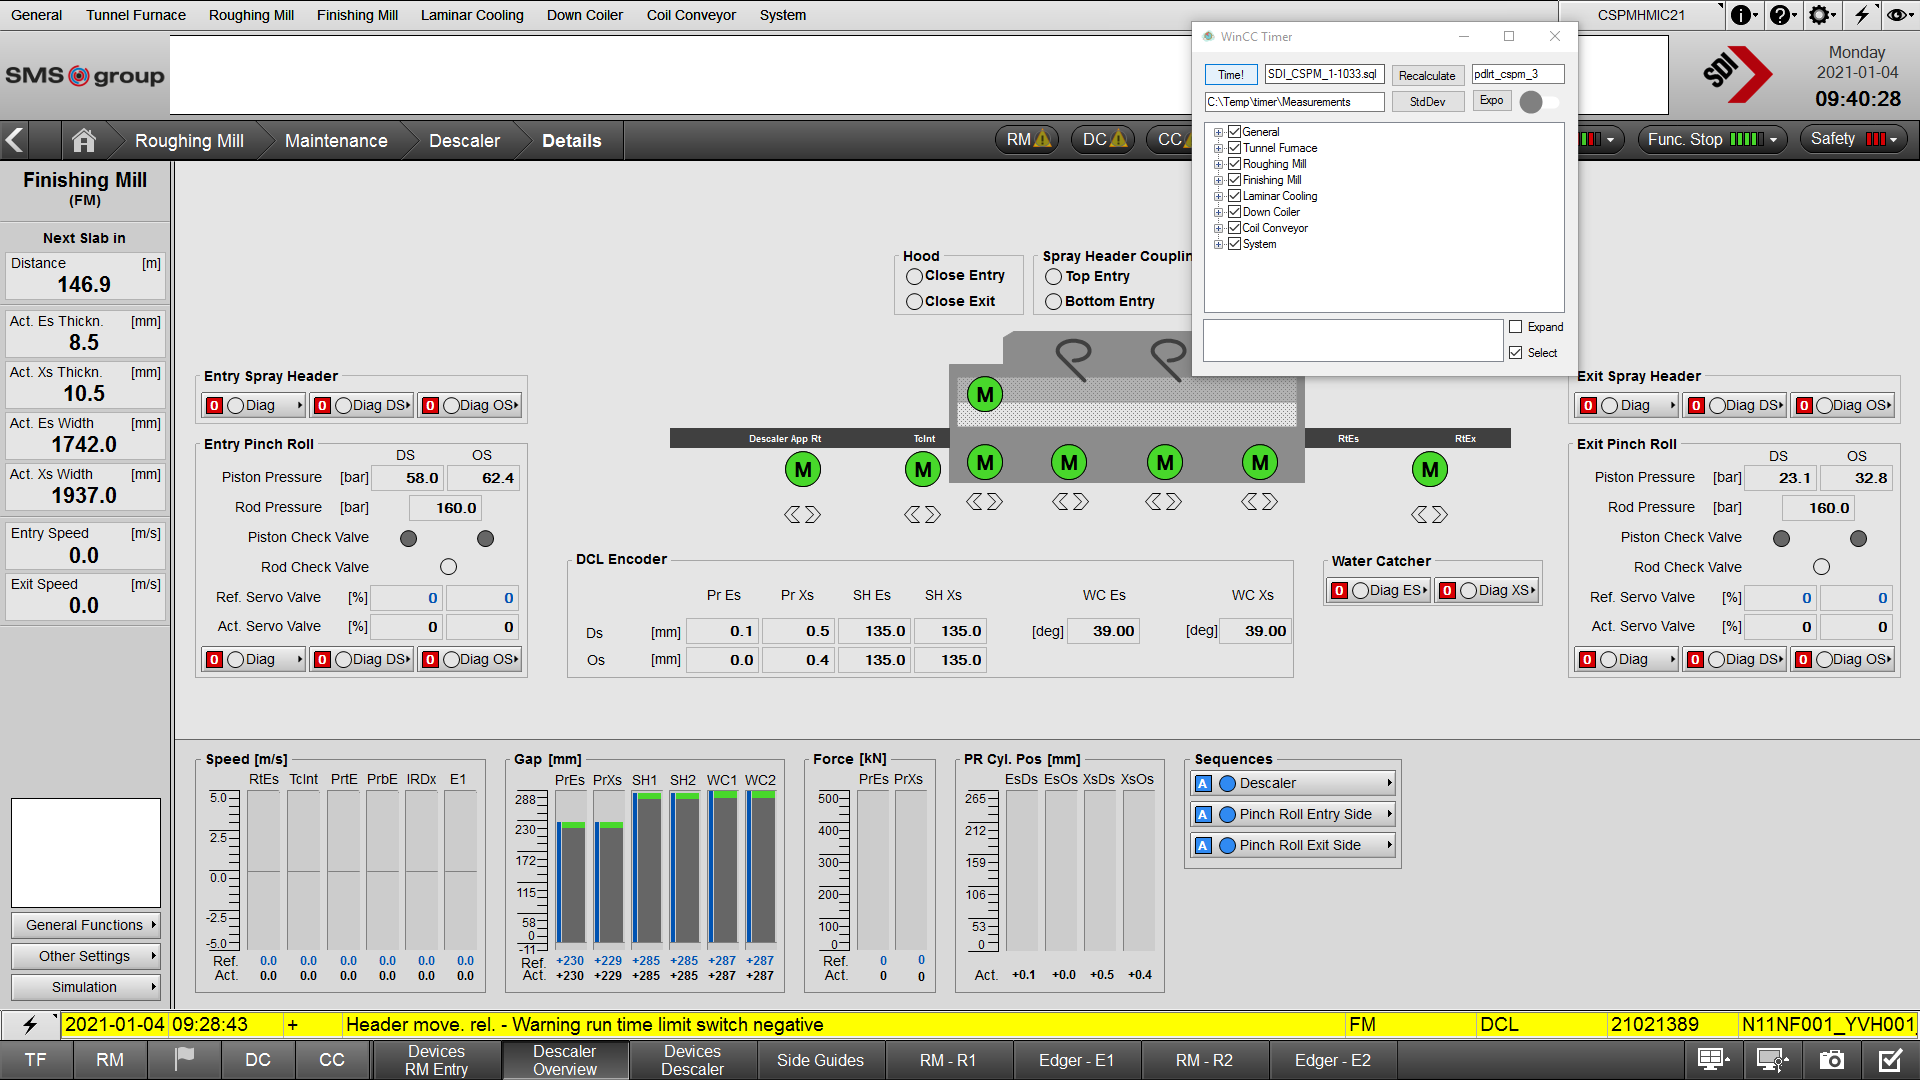 General Tunnel Furnace Roughing Mill Finishing Mill Laminar Cooling Down Coiler Coil Conveyor System
CSPMHMIC21
SMS group
WinCC Timer
Time! SDI_CSPM_1-1033.sql Recalculate pdlrt_cspm_3
C:\Temp\timer\Measurements StdDev Expo
General
Tunnel Furnace
Roughing Mill
Finishing Mill
Laminar Cooling
Down Coiler
Coil Conveyor
System
Expand
Select
SDI
Monday
2021-01-04
09:40:28
Roughing Mill Maintenance Descaler Details
RM DC CC
Func. Stop Safety
Finishing Mill
(FM)
Next Slab in
Distance [m]
146.9
Act. Es Thickn. [mm]
8.5
Act. Xs Thickn. [mm]
10.5
Act. Es Width [mm]
1742.0
Act. Xs Width [mm]
1937.0
Entry Speed [m/s]
0.0
Exit Speed [m/s]
0.0
General Functions
Other Settings
Simulation
Hood
Close Entry
Close Exit
Spray Header Couplin
Top Entry
Bottom Entry
Entry Spray Header
0 Diag 0 Diag DS 0 Diag OS
Entry Pinch Roll
DS OS
Piston Pressure [bar] 58.0 62.4
Rod Pressure [bar] 160.0
Piston Check Valve
Rod Check Valve
Ref. Servo Valve [%] 0 0
Act. Servo Valve [%] 0 0
0 Diag 0 Diag DS 0 Diag OS
Descaler App Rt TcInt RtEs RtEx
M
M M M M M M M
DCL Encoder
Pr Es Pr Xs SH Es SH Xs WC Es WC Xs
Ds [mm] 0.1 0.5 135.0 135.0 [deg] 39.00 [deg] 39.00
Os [mm] 0.0 0.4 135.0 135.0
Water Catcher
0 Diag ES 0 Diag XS
Exit Spray Header
0 Diag 0 Diag DS 0 Diag OS
Exit Pinch Roll
DS OS
Piston Pressure [bar] 23.1 32.8
Rod Pressure [bar] 160.0
Piston Check Valve
Rod Check Valve
Ref. Servo Valve [%] 0 0
Act. Servo Valve [%] 0 0
0 Diag 0 Diag DS 0 Diag OS
Speed [m/s]
RtEs TcInt PrtE PrbE IRDx E1
5.0
2.5
0.0
-2.5
-5.0
Ref. 0.0 0.0 0.0 0.0 0.0 0.0
Act. 0.0 0.0 0.0 0.0 0.0 0.0
Gap [mm]
PrEs PrXs SH1 SH2 WC1 WC2
288
230
172
115
58
0
-11
Ref. +230 +229 +285 +285 +287 +287
Act. +230 +229 +285 +285 +287 +287
Force [kN]
PrEs PrXs
500
400
300
200
100
0
Ref. 0 0
Act. 0 0
PR Cyl. Pos [mm]
EsDs EsOs XsDs XsOs
265
212
159
106
53
0
Act. +0.1 +0.0 +0.5 +0.4
Sequences
A Descaler
A Pinch Roll Entry Side
A Pinch Roll Exit Side
2021-01-04 09:28:43 + Header move. rel. - Warning run time limit switch negative FM DCL 21021389 N11NF001_YVH001_
TF RM DC CC
Devices
RM Entry
Descaler
Overview
Devices
Descaler
Side Guides RM - R1 Edger - E1 RM - R2 Edger - E2